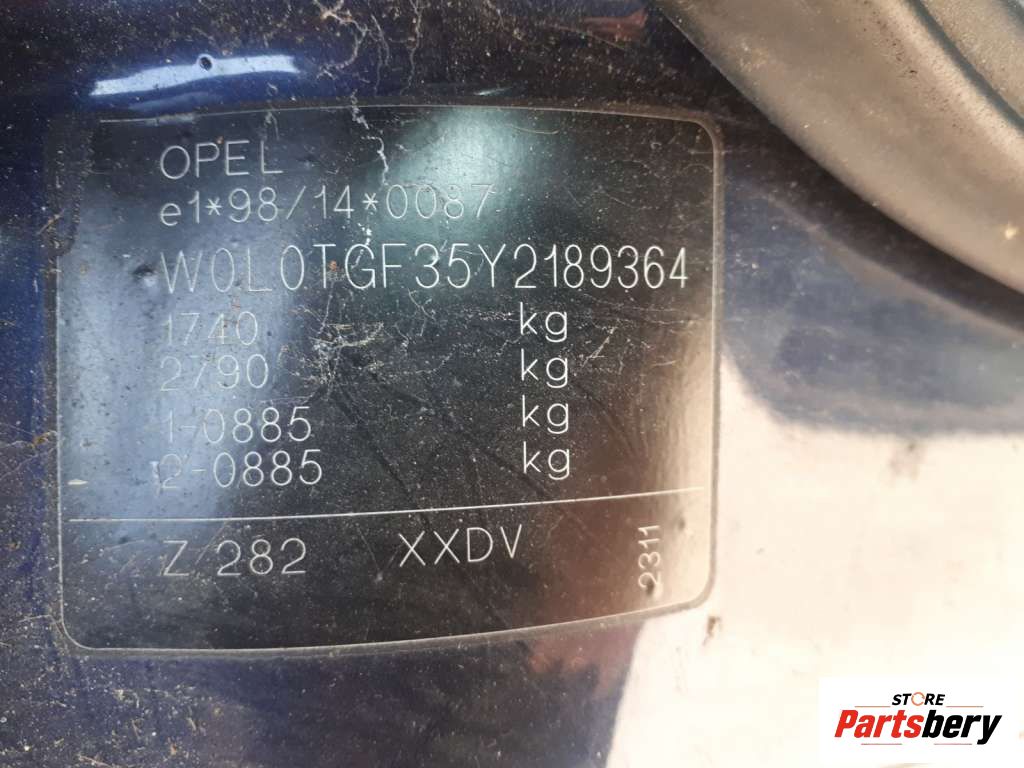 OPEL
e1*98/14*0087
W0L0TGF35Y2189364
1740 kg
2790 kg
1-0885 kg
2-0885 kg
Z 282 XXDV
2311
STORE
Partsbery